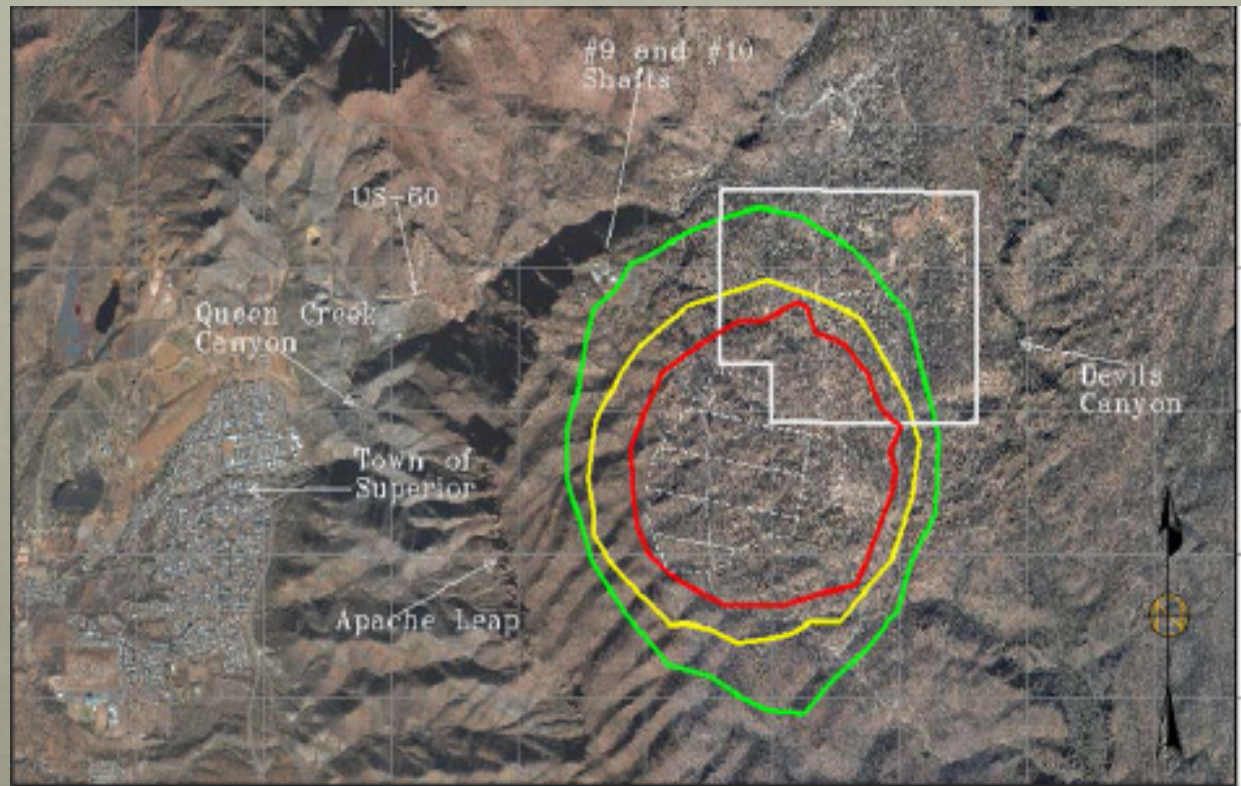 #9 and #10
Shafts
US-60
Queen Creek
Canyon
Devils
Canyon
Town of
Superior
Apache Leap